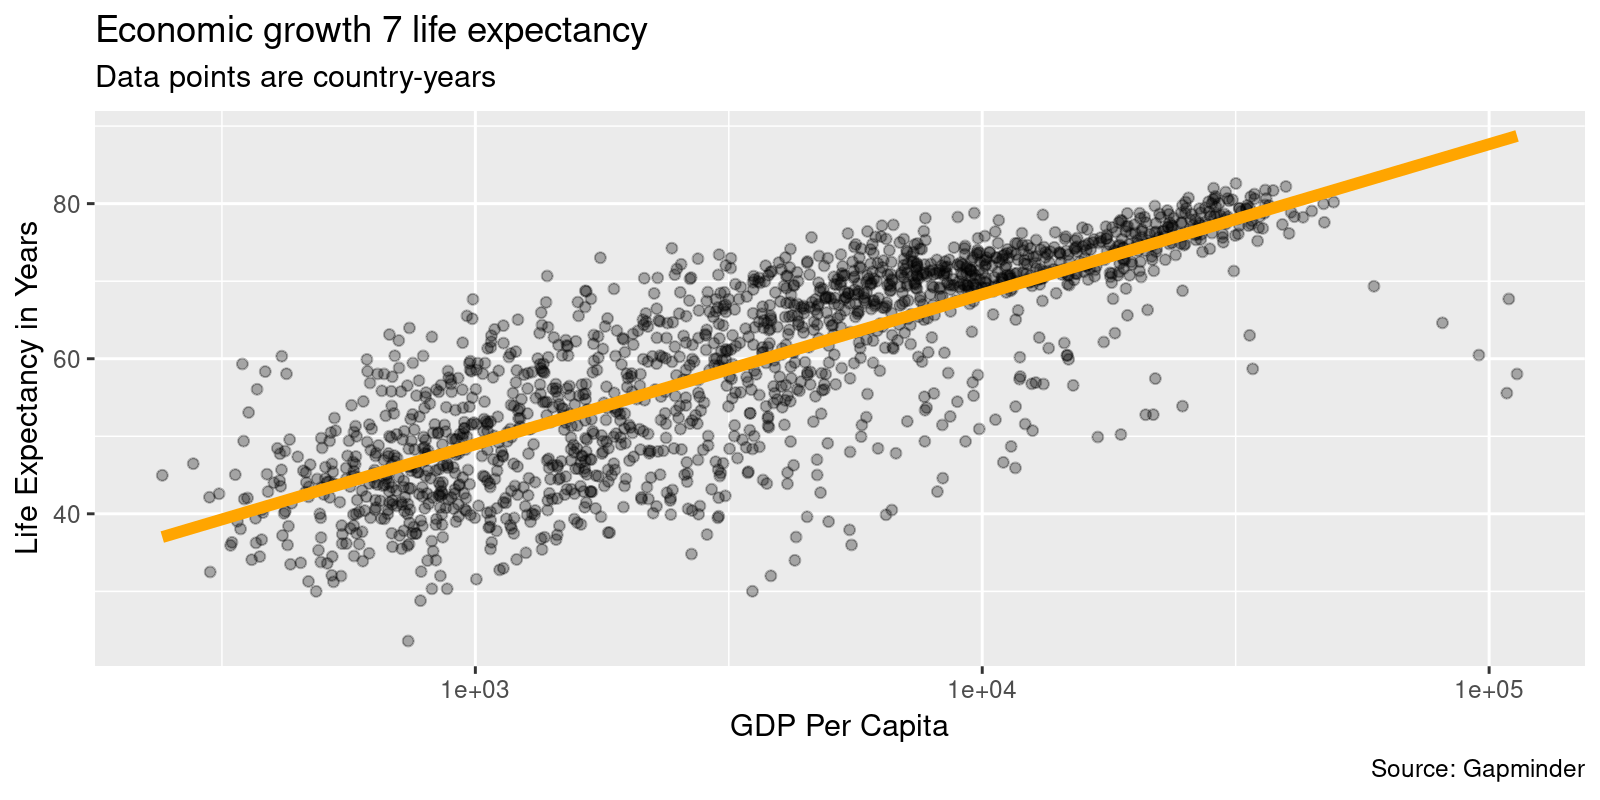 Economic growth 7 life expectancy
Data points are country-years
Life Expectancy in Years
80
60
40
1e+03
1e+04
1e+05
GDP Per Capita
Source: Gapminder